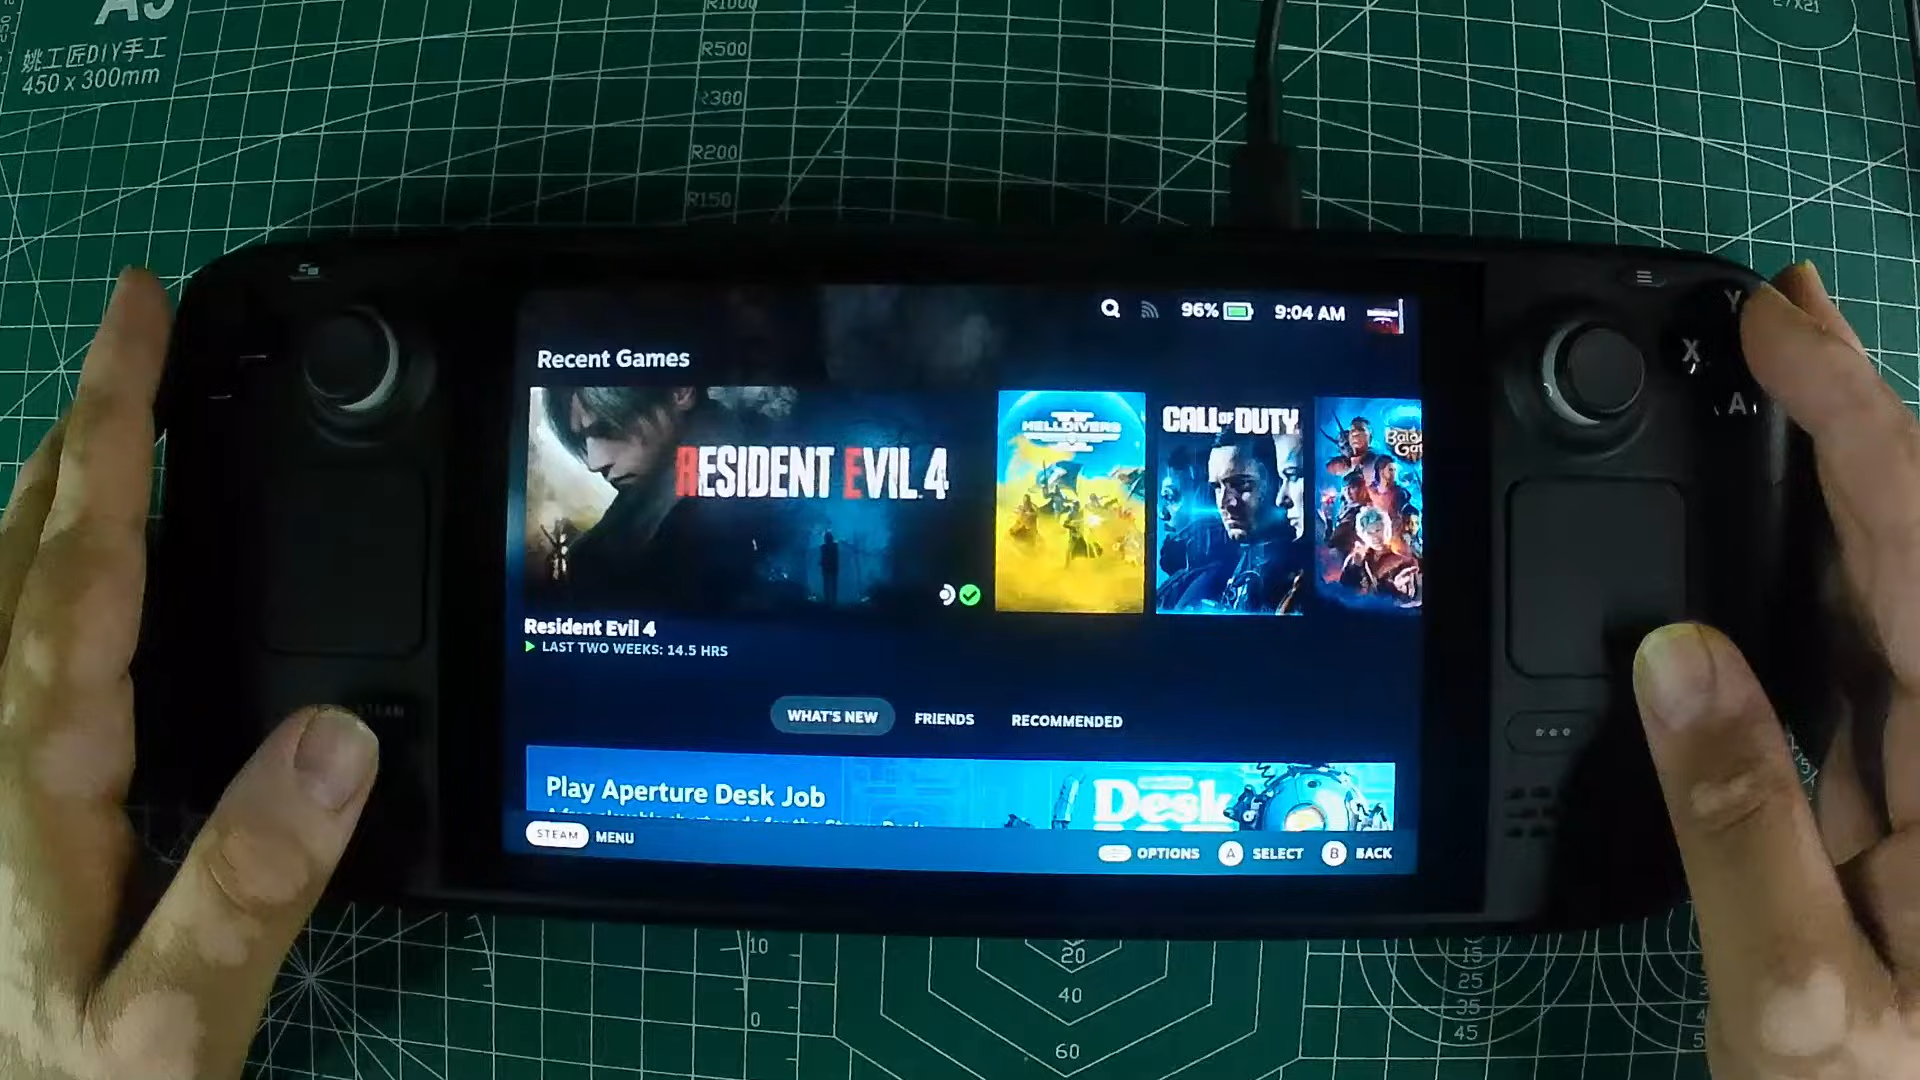 A3
姚工匠DIY手工
450 x 300mm
R1000
R500
R300
R200
R150
27X21
96%
9:04 AM
Recent Games
RESIDENT EVIL 4
HELLDIVERS
CALL OF DUTY
Resident Evil 4
LAST TWO WEEKS: 14.5 HRS
WHAT'S NEW
FRIENDS
RECOMMENDED
Play Aperture Desk Job
Desk
STEAM MENU
OPTIONS
A SELECT
B BACK
Y
X
A
STEAM
10
0
20
40
60
15
25
35
45